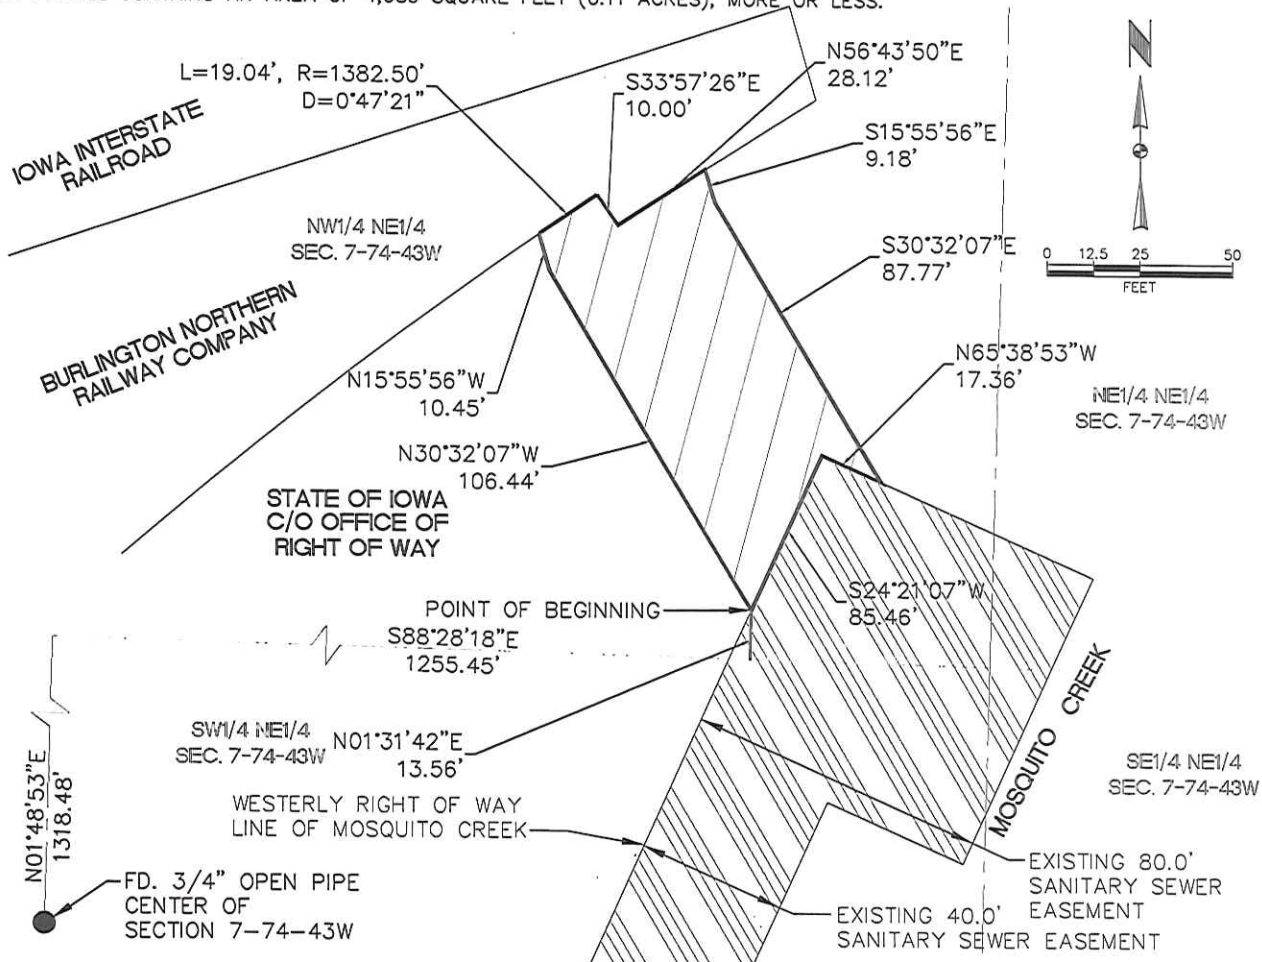 N
L=19.04', R=1382.50'
D=0°47'21"
S33°57'26"E
10.00'
N56°43'50"E
28.12'
S15°55'56"E
9.18'
IOWA INTERSTATE
RAILROAD
NW1/4 NE1/4
SEC. 7-74-43W
S30°32'07"E
87.77'
0 12.5 25 50
FEET
BURLINGTON NORTHERN
RAILWAY COMPANY
N15°55'56"W
10.45'
N65°38'53"W
17.36'
NE1/4 NE1/4
SEC. 7-74-43W
N30°32'07"W
106.44'
STATE OF IOWA
C/O OFFICE OF
RIGHT OF WAY
S24°21'07"W
85.46'
POINT OF BEGINNING
S88°28'18"E
1255.45'
SW1/4 NE1/4
SEC. 7-74-43W
N01°31'42"E
13.56'
MOSQUITO CREEK
SE1/4 NE1/4
SEC. 7-74-43W
N01°48'53"E
1318.48'
WESTERLY RIGHT OF WAY
LINE OF MOSQUITO CREEK
FD. 3/4" OPEN PIPE
CENTER OF
SECTION 7-74-43W
EXISTING 80.0'
SANITARY SEWER
EASEMENT
EXISTING 40.0'
SANITARY SEWER EASEMENT